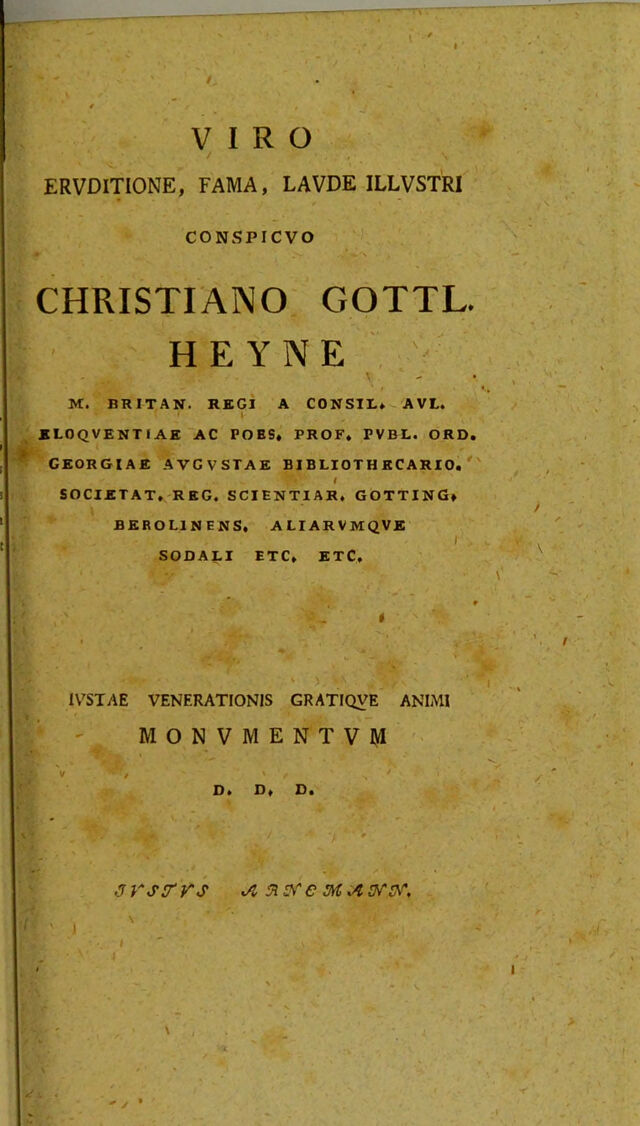 VIRO
ERVDITIONE, FAMA, LAVDE ILLVSTRI
CONSPICVO
CHRISTIANO GOTTL.
HEYNE
M. BRITAN. REGI A CONSIL. AVL.
ELOQVENTIAE AC POES. PROF. PVBL. ORD.
GEORGIAE AVGVSTAE BIBLIOTHECARIO.
SOCIETAT. REG. SCIENTIAR. GOTTING.
BEROLINENS. ALIARVMQVE
SODALI ETC. ETC.
IVSTAE VENERATIONIS GRATIQVE ANIMI
MONVMENTVM
D. D. D.
IVSTVS ARNEMANN.